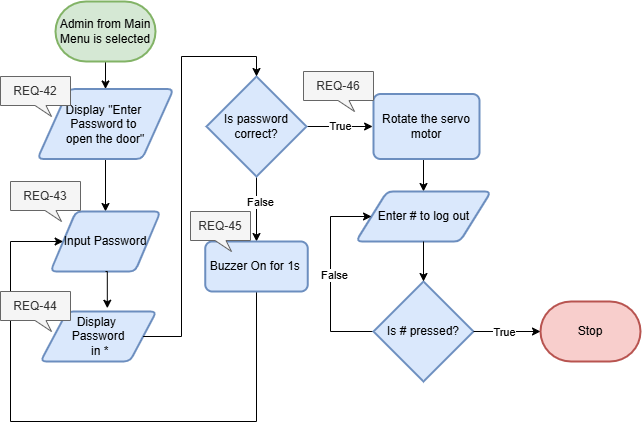 Admin from Main
Menu is selected
REQ-42
Display "Enter
Password to
open the door"
REQ-43
Input Password
REQ-44
Display
Password
in *
Is password
correct?
True
False
REQ-45
Buzzer On for 1s
REQ-46
Rotate the servo
motor
Enter # to log out
False
Is # pressed?
True
Stop